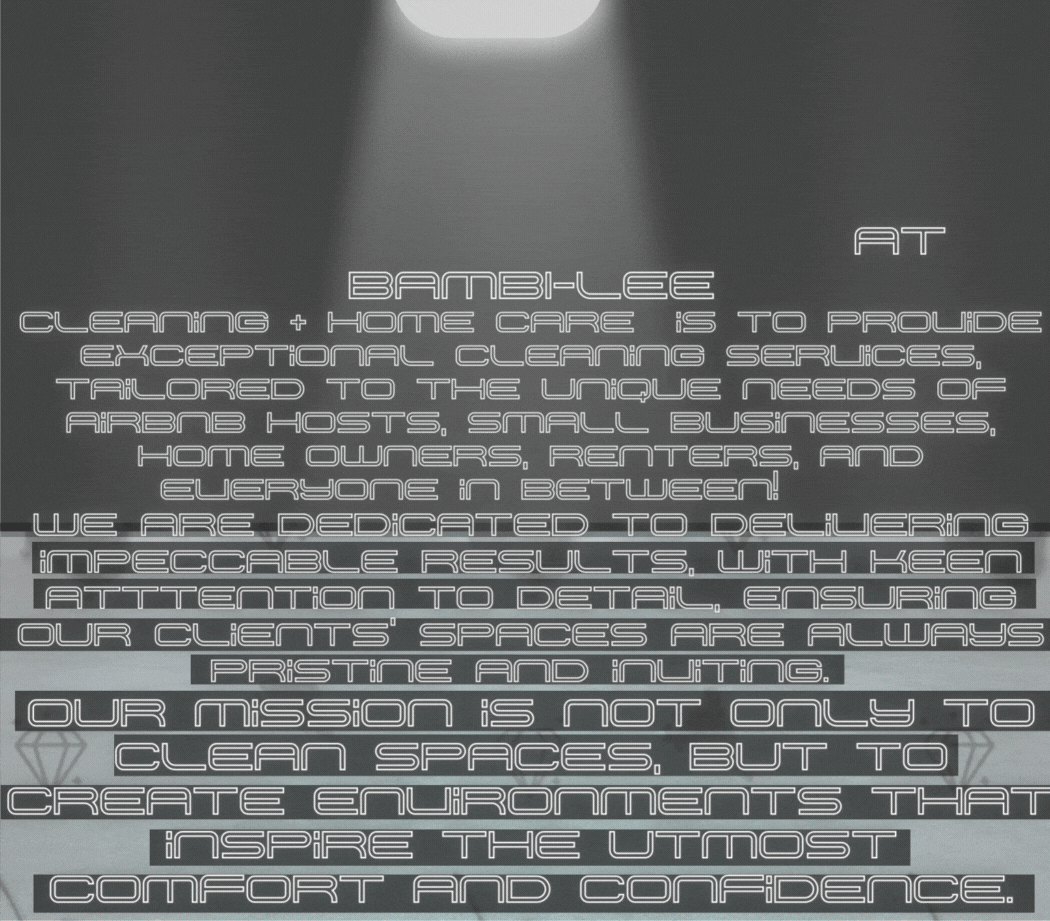 AT
BAMBI-LEE
CLEANING + HOME CARE IS TO PROVIDE
EXCEPTIONAL CLEANING SERVICES,
TAILORED TO THE UNIQUE NEEDS OF
AIRBNB HOSTS, SMALL BUSINESSES,
HOME OWNERS, RENTERS, AND
EVERYONE IN BETWEEN!
WE ARE DEDICATED TO DELIVERING
IMPECCABLE RESULTS, WITH KEEN
ATTTENTION TO DETAIL, ENSURING
OUR CLIENTS' SPACES ARE ALWAYS
PRISTINE AND INVITING.
OUR MISSION IS NOT ONLY TO
CLEAN SPACES, BUT TO
CREATE ENVIRONMENTS THAT
INSPIRE THE UTMOST
COMFORT AND CONFIDENCE.